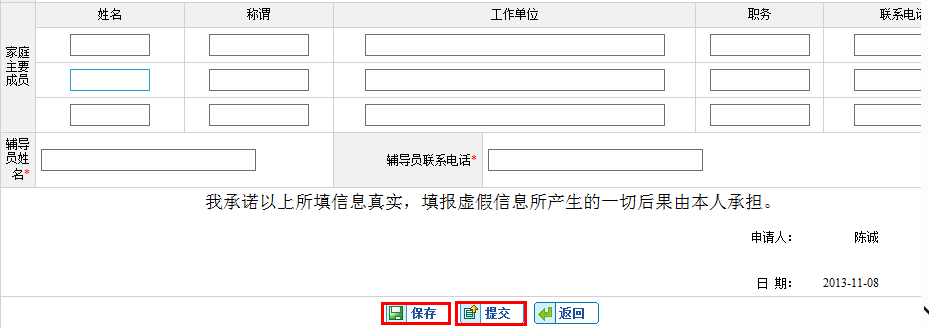 姓名 称谓 工作单位 职务 联系电话
家庭
主要
成员
辅导
员姓
名*
辅导员联系电话*
我承诺以上所填信息真实，填报虚假信息所产生的一切后果由本人承担。
申请人： 陈诚
日 期： 2013-11-08
保存 提交 返回